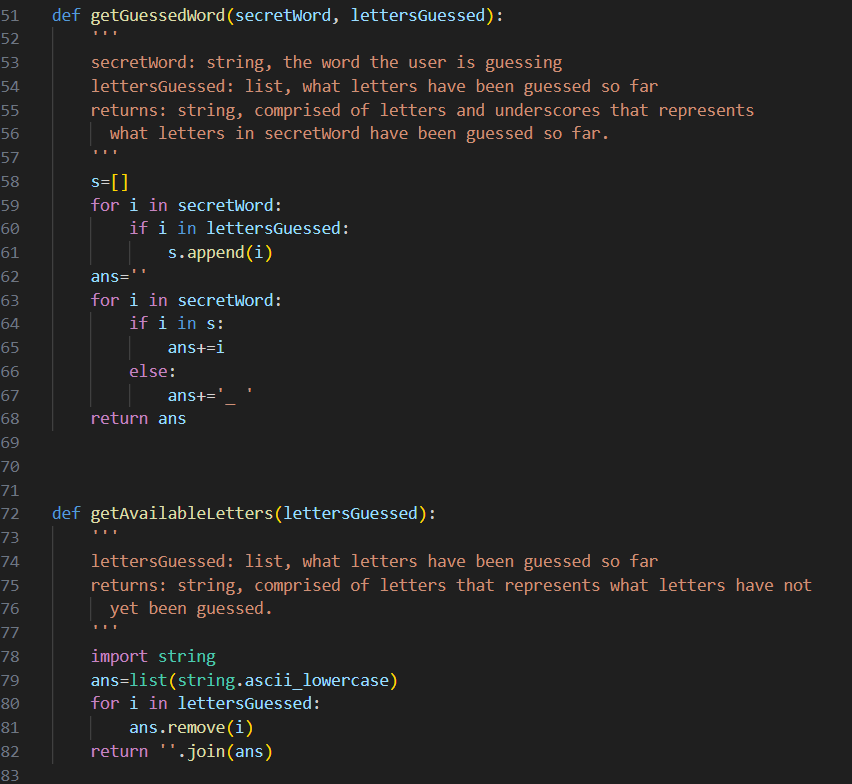 51 def getGuessedWord(secretWord, lettersGuessed):
52     '''
53     secretWord: string, the word the user is guessing
54     lettersGuessed: list, what letters have been guessed so far
55     returns: string, comprised of letters and underscores that represents
56       what letters in secretWord have been guessed so far.
57     '''
58     s=[]
59     for i in secretWord:
60         if i in lettersGuessed:
61             s.append(i)
62     ans=''
63     for i in secretWord:
64         if i in s:
65             ans+=i
66         else:
67             ans+='_ '
68     return ans
69
70
71
72 def getAvailableLetters(lettersGuessed):
73     '''
74     lettersGuessed: list, what letters have been guessed so far
75     returns: string, comprised of letters that represents what letters have not
76       yet been guessed.
77     '''
78     import string
79     ans=list(string.ascii_lowercase)
80     for i in lettersGuessed:
81         ans.remove(i)
82     return ''.join(ans)
83